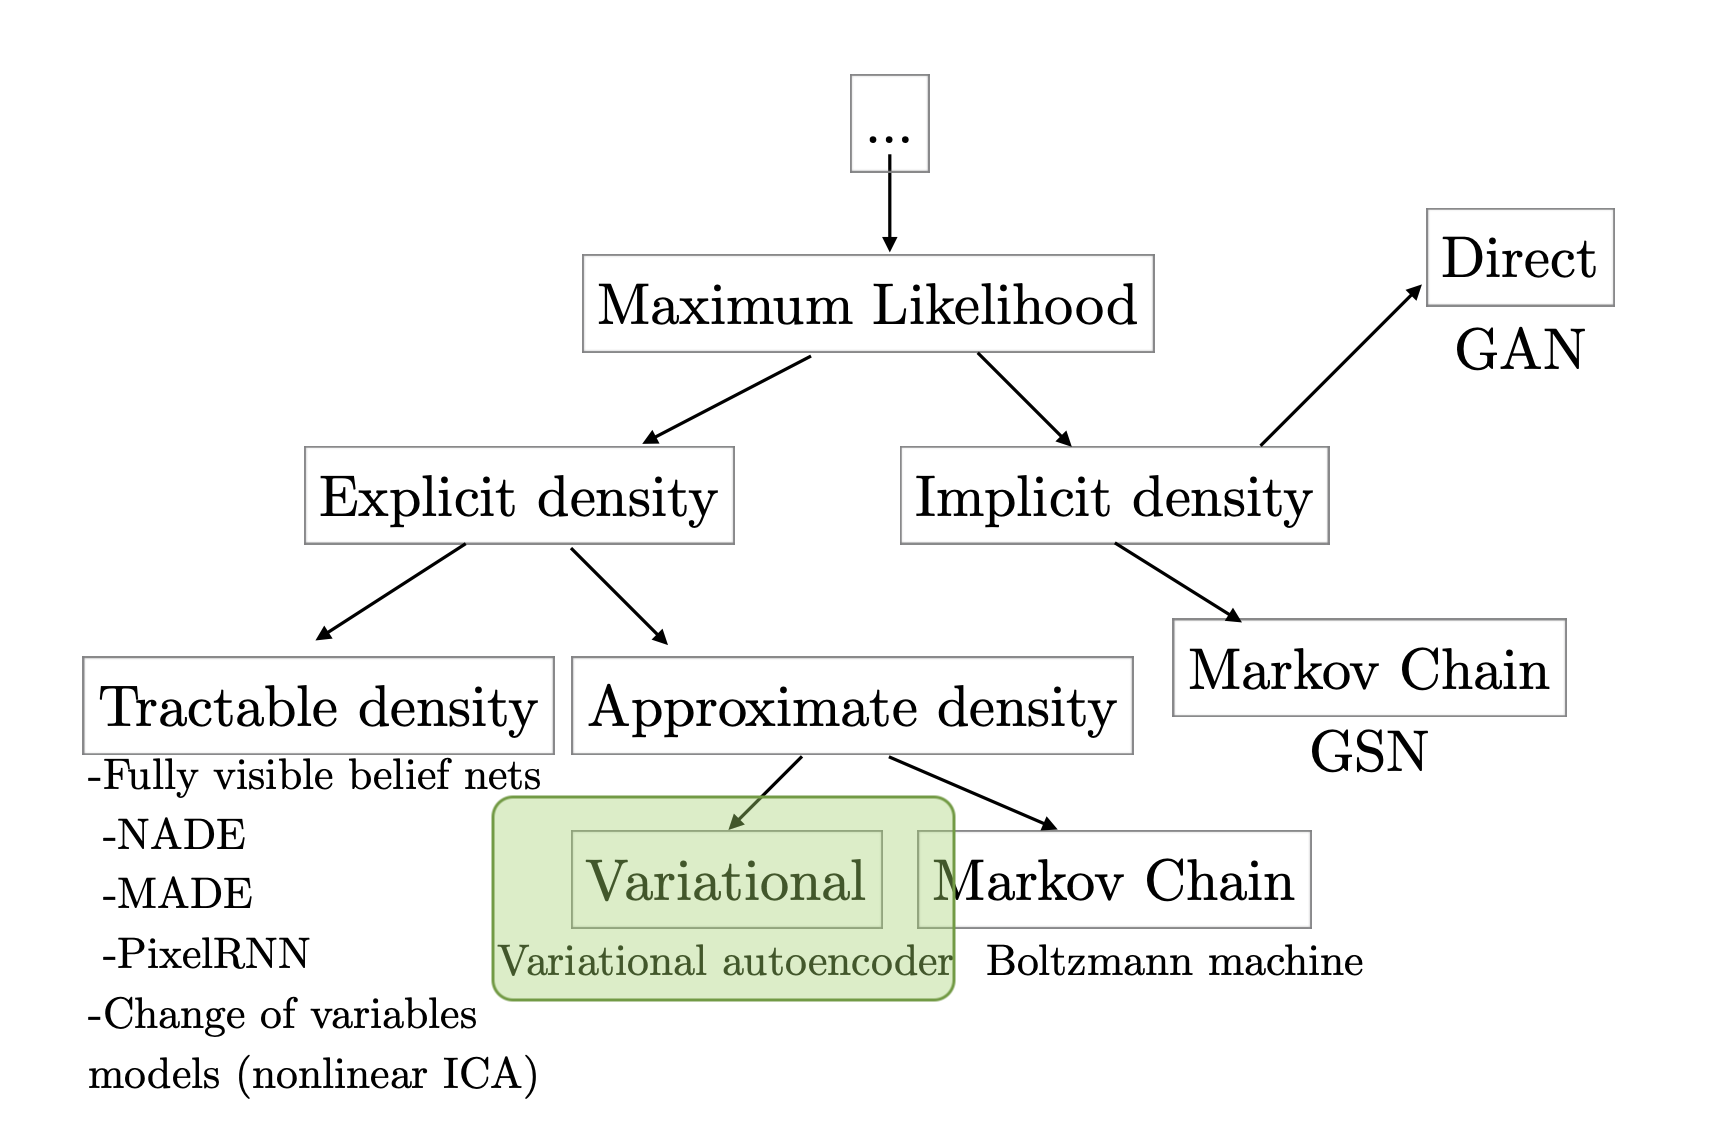 ...
Maximum Likelihood
Direct
GAN
Explicit density
Implicit density
Tractable density
-Fully visible belief nets
-NADE
-MADE
-PixelRNN
-Change of variables
models (nonlinear ICA)
Approximate density
Variational
Variational autoencoder
Markov Chain
Boltzmann machine
Markov Chain
GSN